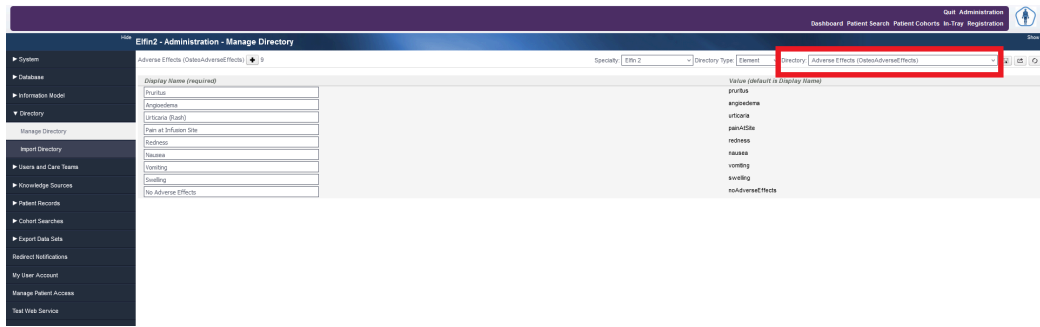 Quit Administration
Dashboard Patient Search Patient Cohorts In-Tray Registration
Hide
Elfin2 - Administration - Manage Directory
Show
► System
► Database
► Information Model
▼ Directory
Manage Directory
Import Directory
► Users and Care Teams
► Knowledge Sources
► Patient Records
► Cohort Searches
► Export Data Sets
Redirect Notifications
My User Account
Manage Patient Access
Test Web Service
Adverse Effects (OsteoAdverseEffects) + 9
Specialty: Elfin 2 Directory Type: Element Directory: Adverse Effects (OsteoAdverseEffects)
Display Name (required) Value (default is Display Name)
Pruritus pruritus
Angioedema angioedema
Urticaria (Rash) urticaria
Pain at Infusion Site painAtSite
Redness redness
Nausea nausea
Vomiting vomiting
Swelling swelling
No Adverse Effects noAdverseEffects